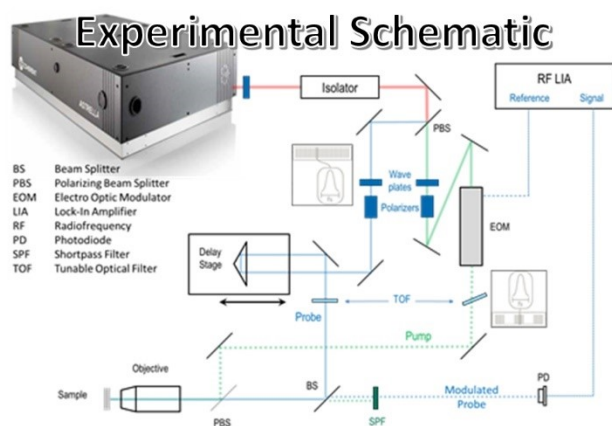 Experimental Schematic
ASTRELLA
Isolator
RF LIA
Reference Signal
PBS
BS Beam Splitter
PBS Polarizing Beam Splitter
EOM Electro Optic Modulator
LIA Lock-In Amplifier
RF Radiofrequency
PD Photodiode
SPF Shortpass Filter
TOF Tunable Optical Filter
Wave
plates
Polarizers
EOM
Delay
Stage
TOF
Probe
Pump
Objective
Sample
BS
PD
Modulated
Probe
PBS
SPF